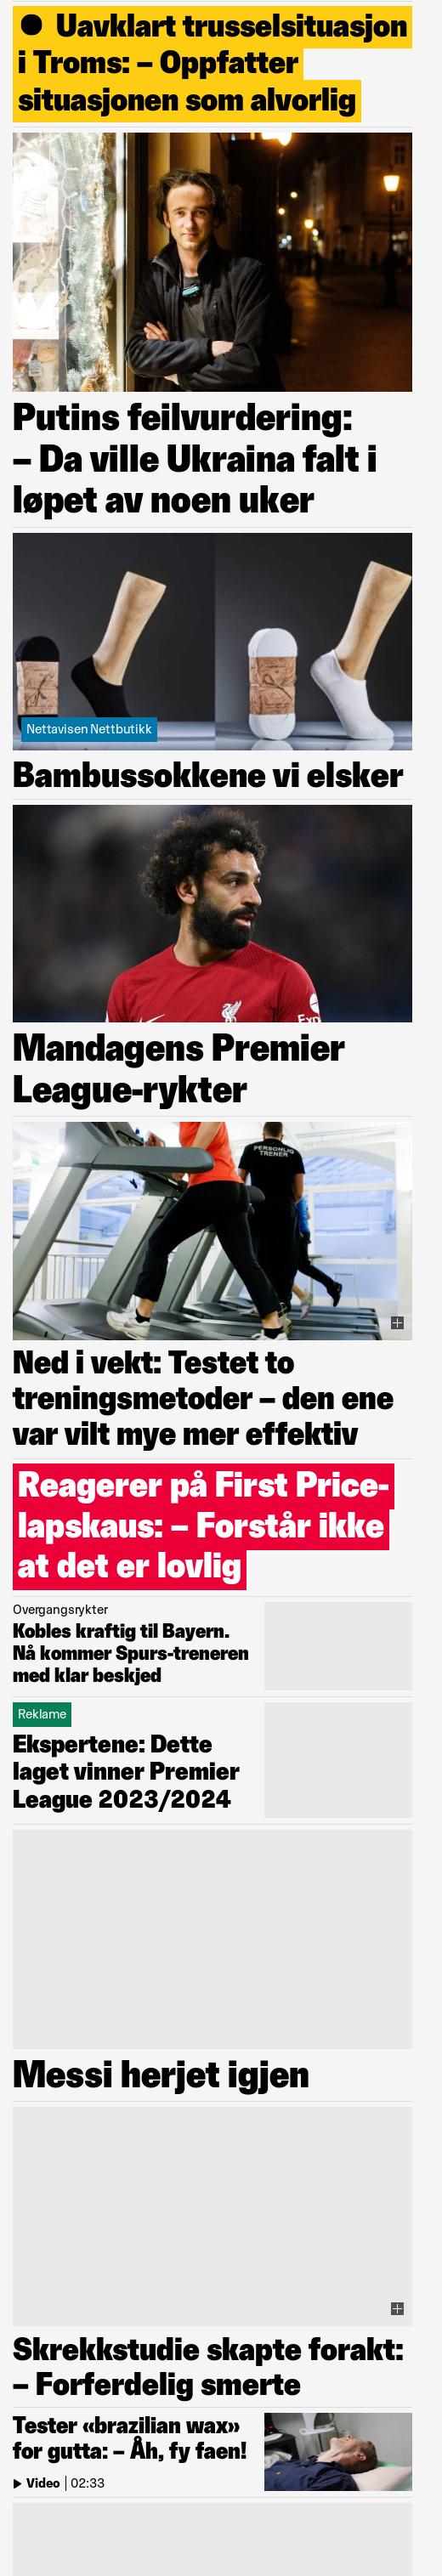 Uavklart trusselsituasjon
i Troms: – Oppfatter
situasjonen som alvorlig
Putins feilvurdering:
– Da ville Ukraina falt i
løpet av noen uker
Nettavisen Nettbutikk
Bambussokkene vi elsker
Mandagens Premier
League-rykter
PERSONLIG
TRENER
Ned i vekt: Testet to
treningsmetoder – den ene
var vilt mye mer effektiv
Reagerer på First Price-
lapskaus: – Forstår ikke
at det er lovlig
Overgangsrykter
Kobles kraftig til Bayern.
Nå kommer Spurs-treneren
med klar beskjed
Reklame
Ekspertene: Dette
laget vinner Premier
League 2023/2024
Messi herjet igjen
Skrekkstudie skapte forakt:
– Forferdelig smerte
Tester «brazilian wax»
for gutta: – Åh, fy faen!
Video | 02:33